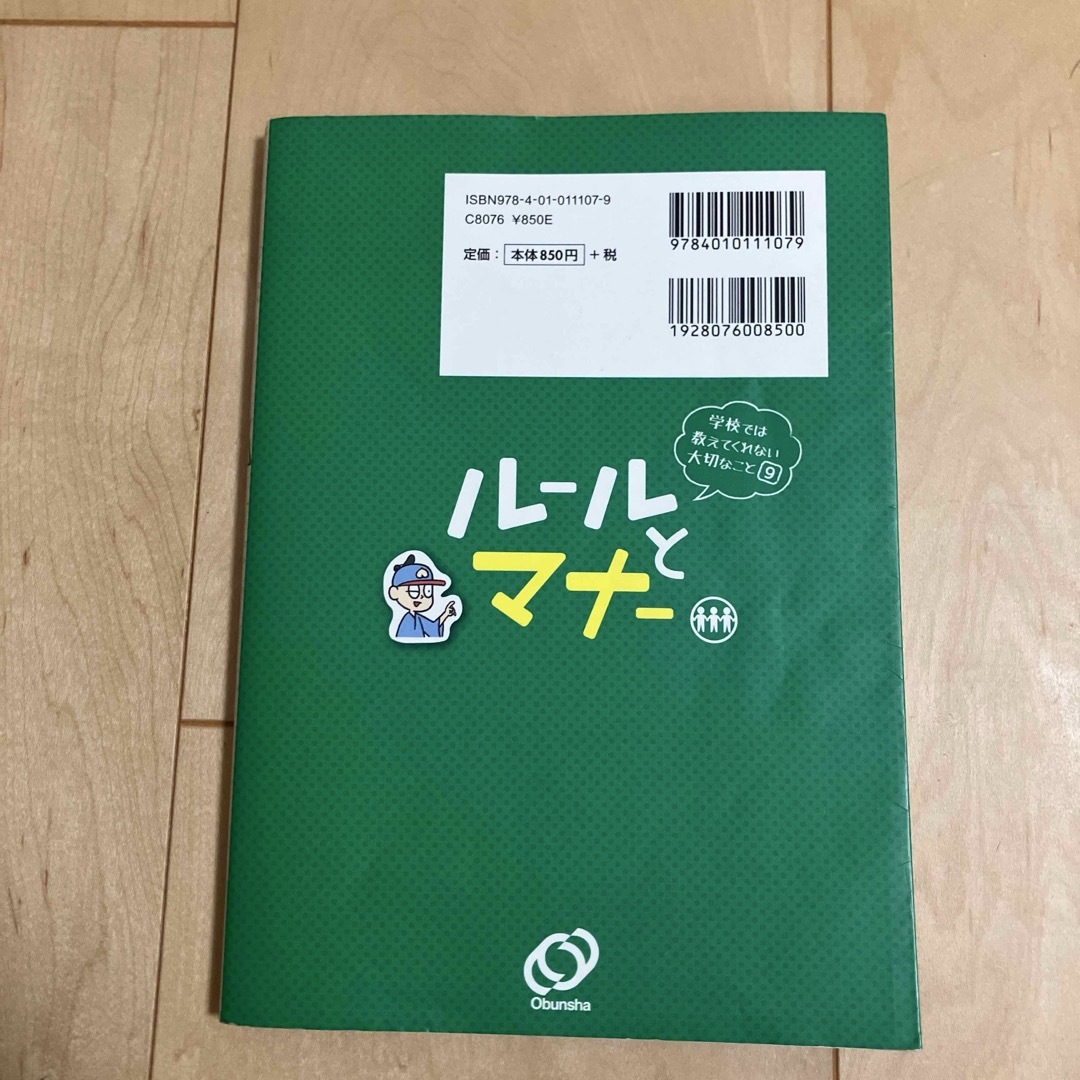 ISBN978-4-01-011107-9
C8076 ¥850E
定価：本体850円＋税
9784010111079
1928076008500
学校では
教えてくれない
大切なこと 9
ルールと
マナー
Obunsha